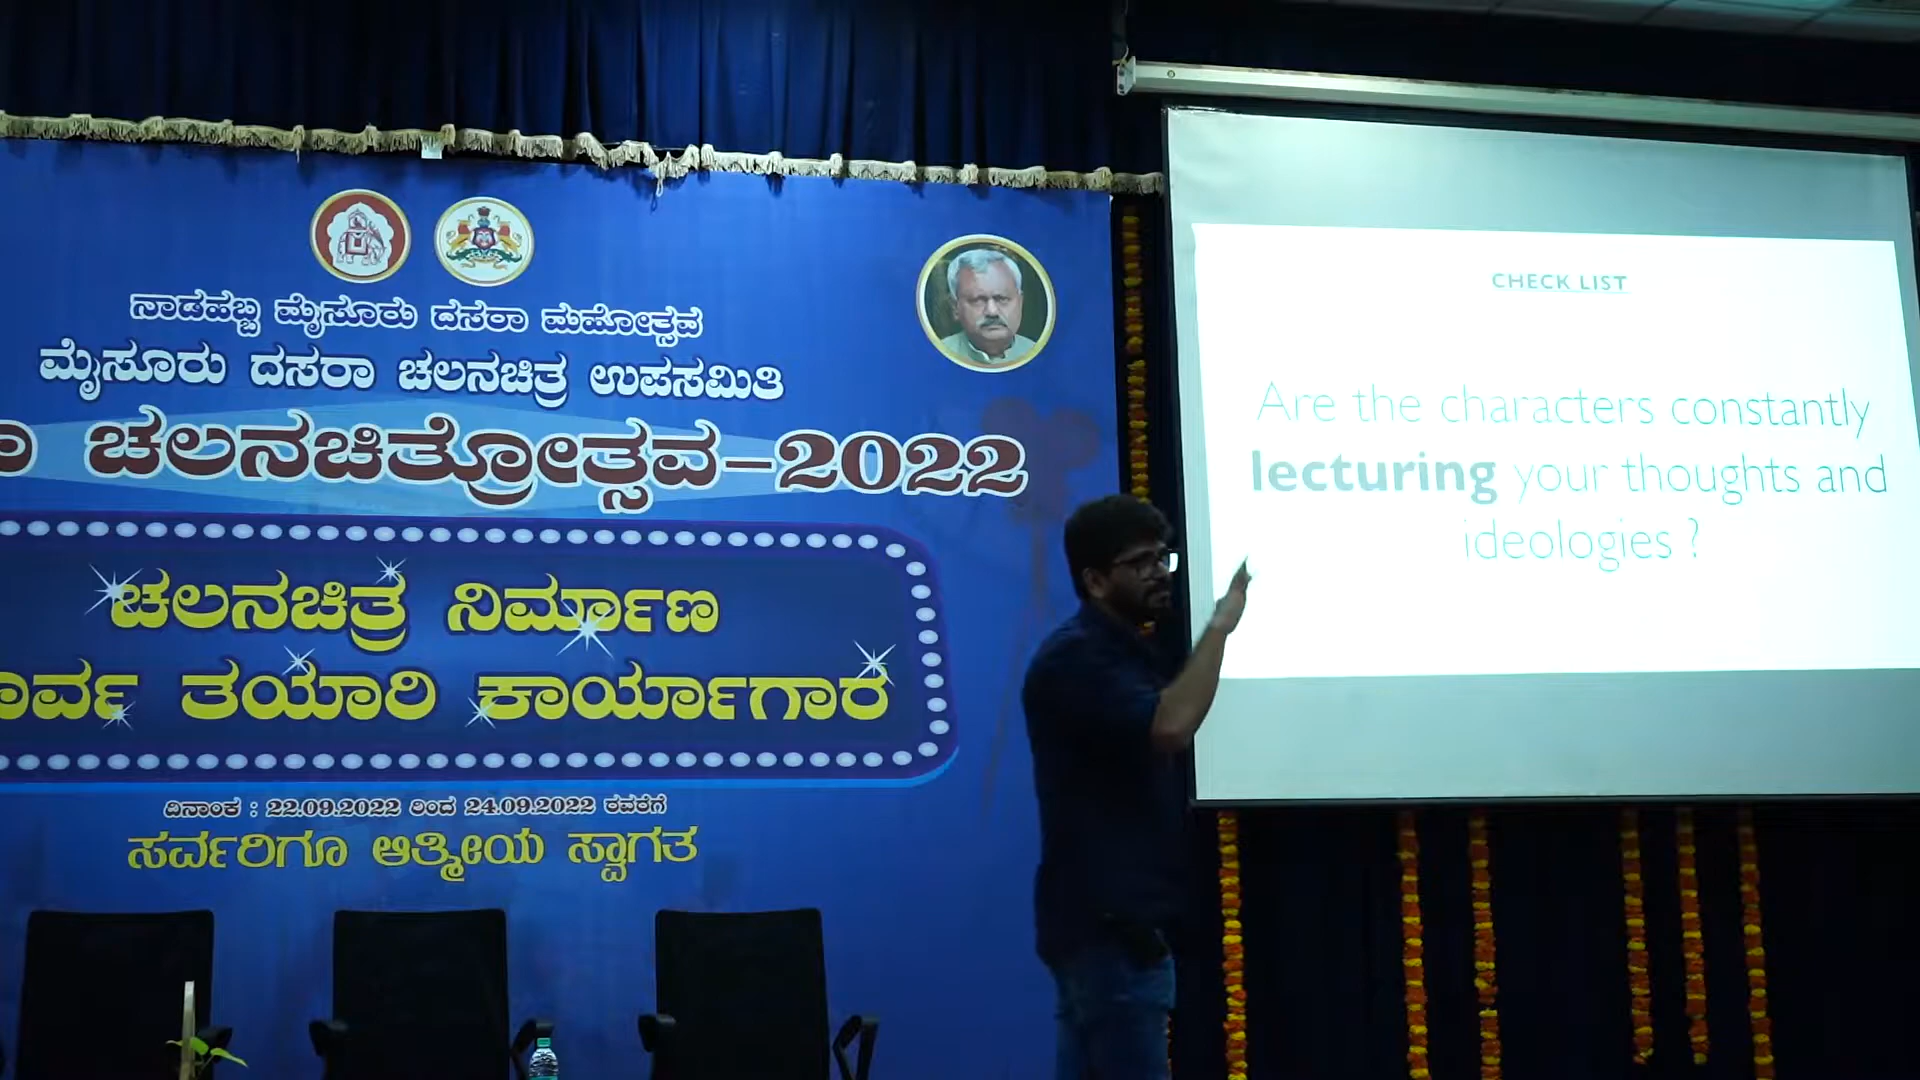 ನಾಡಹಬ್ಬ ಮೈಸೂರು ದಸರಾ ಮಹೋತ್ಸವ
ಮೈಸೂರು ದಸರಾ ಚಲನಚಿತ್ರ ಉಪಸಮಿತಿ
ಚಲನಚಿತ್ರೋತ್ಸವ-2022
ಚಲನಚಿತ್ರ ನಿರ್ಮಾಣ
ತಯಾರಿ ಕಾರ್ಯಾಗಾರ
ದಿನಾಂಕ : 22.09.2022 ರಿಂದ 24.09.2022 ರವರೆಗೆ
ಸರ್ವರಿಗೂ ಆತ್ಮೀಯ ಸ್ವಾಗತ
CHECK LIST
Are the characters constantly
lecturing your thoughts and
ideologies ?